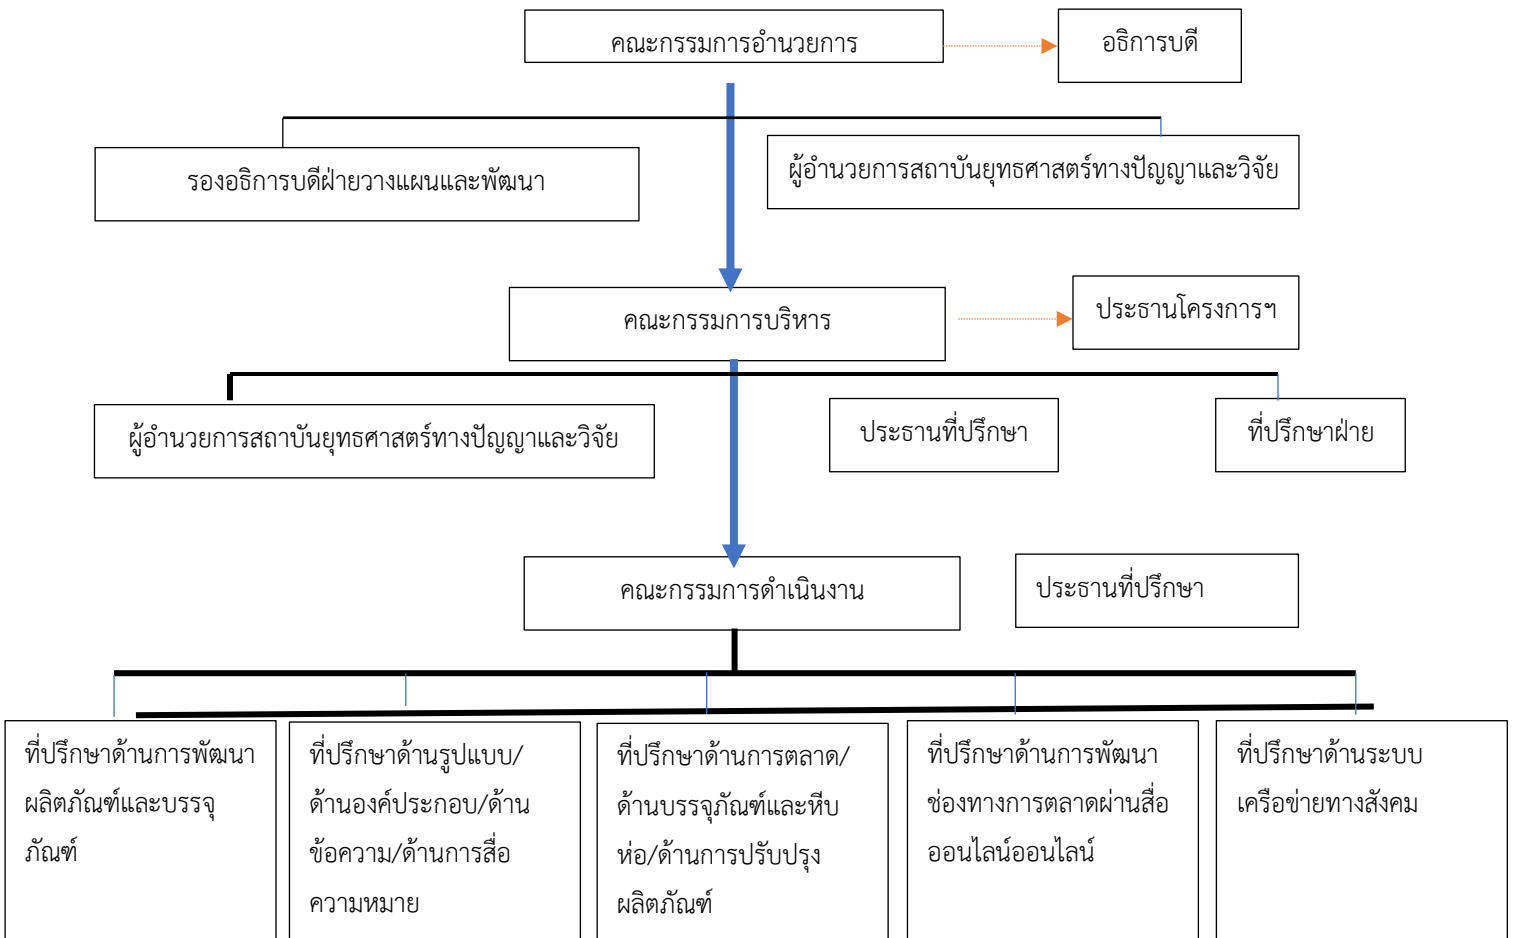 คณะกรรมการอำนวยการ
อธิการบดี
รองอธิการบดีฝ่ายวางแผนและพัฒนา
ผู้อำนวยการสถาบันยุทธศาสตร์ทางปัญญาและวิจัย
คณะกรรมการบริหาร
ประธานโครงการฯ
ผู้อำนวยการสถาบันยุทธศาสตร์ทางปัญญาและวิจัย
ประธานที่ปรึกษา
ที่ปรึกษาฝ่าย
คณะกรรมการดำเนินงาน
ประธานที่ปรึกษา
ที่ปรึกษาด้านการพัฒนา
ผลิตภัณฑ์และบรรจุ
ภัณฑ์
ที่ปรึกษาด้านรูปแบบ/
ด้านองค์ประกอบ/ด้าน
ข้อความ/ด้านการสื่อ
ความหมาย
ที่ปรึกษาด้านการตลาด/
ด้านบรรจุภัณฑ์และหีบ
ห่อ/ด้านการปรับปรุง
ผลิตภัณฑ์
ที่ปรึกษาด้านการพัฒนา
ช่องทางการตลาดผ่านสื่อ
ออนไลน์ออนไลน์
ที่ปรึกษาด้านระบบ
เครือข่ายทางสังคม